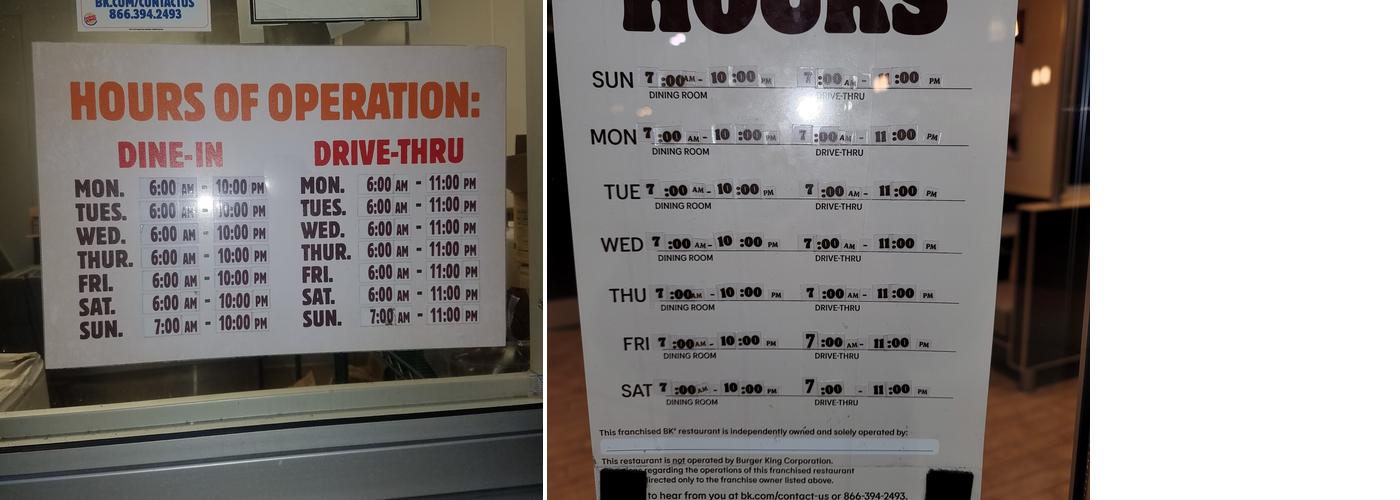 BK.COM/CONTACTUS
866.394.2493
HOURS OF OPERATION:
DINE-IN
MON. 6:00 AM - 10:00 PM
TUES. 6:00 AM - 10:00 PM
WED. 6:00 AM - 10:00 PM
THUR. 6:00 AM - 10:00 PM
FRI. 6:00 AM - 10:00 PM
SAT. 6:00 AM - 10:00 PM
SUN. 7:00 AM - 10:00 PM
DRIVE-THRU
MON. 6:00 AM - 11:00 PM
TUES. 6:00 AM - 11:00 PM
WED. 6:00 AM - 11:00 PM
THUR. 6:00 AM - 11:00 PM
FRI. 6:00 AM - 11:00 PM
SAT. 6:00 AM - 11:00 PM
SUN. 7:00 AM - 11:00 PM
HOURS
SUN 7:00 AM - 10:00 PM 7:00 AM - 11:00 PM
DINING ROOM DRIVE-THRU
MON 7:00 AM - 10:00 PM 7:00 AM - 11:00 PM
DINING ROOM DRIVE-THRU
TUE 7:00 AM - 10:00 PM 7:00 AM - 11:00 PM
DINING ROOM DRIVE-THRU
WED 7:00 AM - 10:00 PM 7:00 AM - 11:00 PM
DINING ROOM DRIVE-THRU
THU 7:00 AM - 10:00 PM 7:00 AM - 11:00 PM
DINING ROOM DRIVE-THRU
FRI 7:00 AM - 10:00 PM 7:00 AM - 11:00 PM
DINING ROOM DRIVE-THRU
SAT 7:00 AM - 10:00 PM 7:00 - 11:00 PM
DINING ROOM DRIVE-THRU
This franchised BK® restaurant is independently owned and solely operated by:
This restaurant is not operated by Burger King Corporation.
regarding the operations of this franchised restaurant
directed only to the franchise owner listed above.
to hear from you at bk.com/contact-us or 866-394-2493.